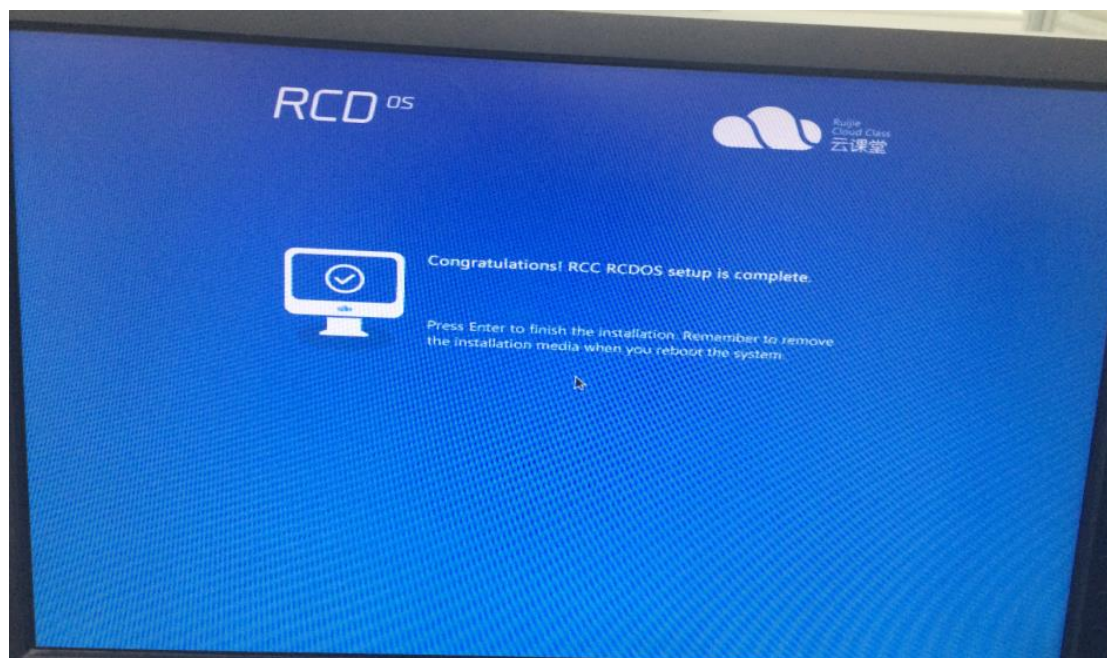 RCD OS
Ruijie
Cloud Class
云课堂
Congratulations! RCC RCDOS setup is complete.
Press Enter to finish the installation. Remember to remove
the installation media when you reboot the system